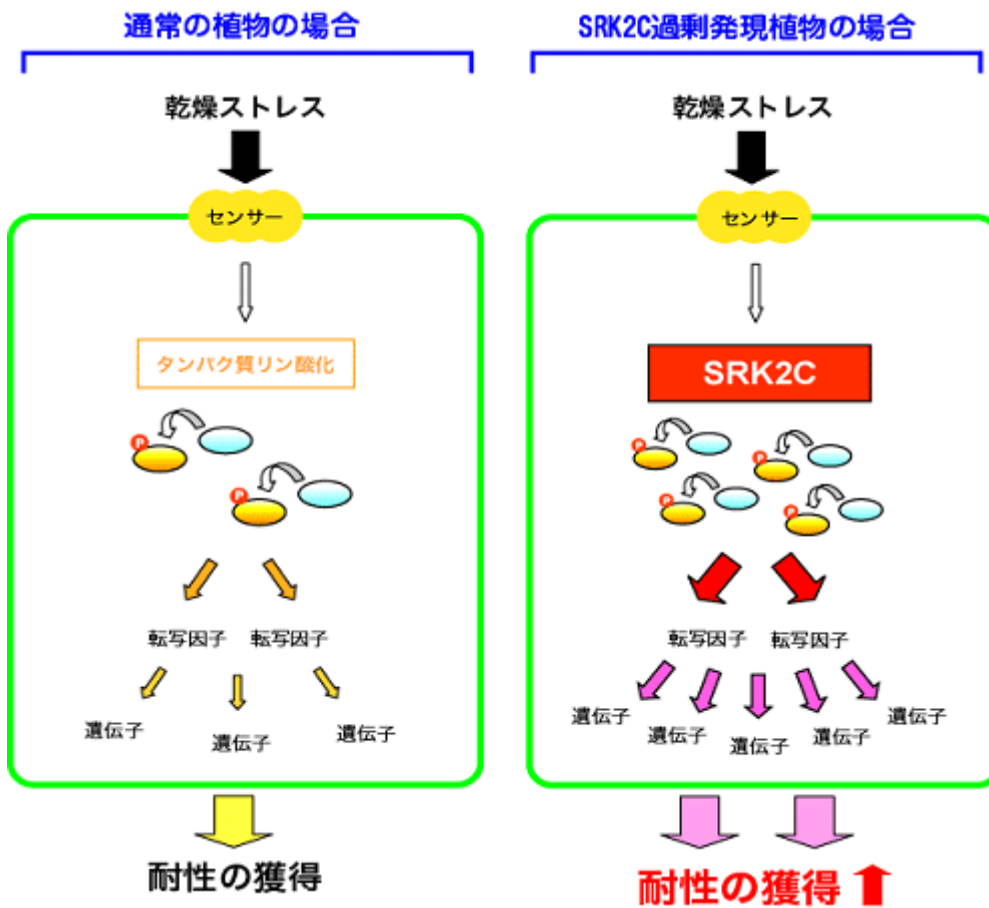 通常の植物の場合
乾燥ストレス
センサー
タンパク質リン酸化
P
P
転写因子 転写因子
遺伝子 遺伝子 遺伝子
耐性の獲得
SRK2C過剰発現植物の場合
乾燥ストレス
センサー
SRK2C
P
P
P
P
転写因子 転写因子
遺伝子 遺伝子 遺伝子 遺伝子 遺伝子
耐性の獲得